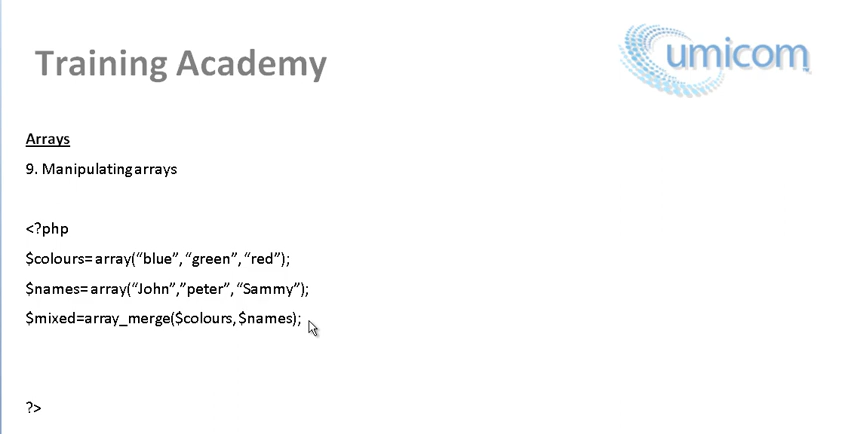 Training Academy
umicom
Arrays
9. Manipulating arrays
<?php
$colours= array(“blue”, “green”, “red”);
$names= array(“John”,”peter”, “Sammy”);
$mixed=array_merge($colours, $names);
?>